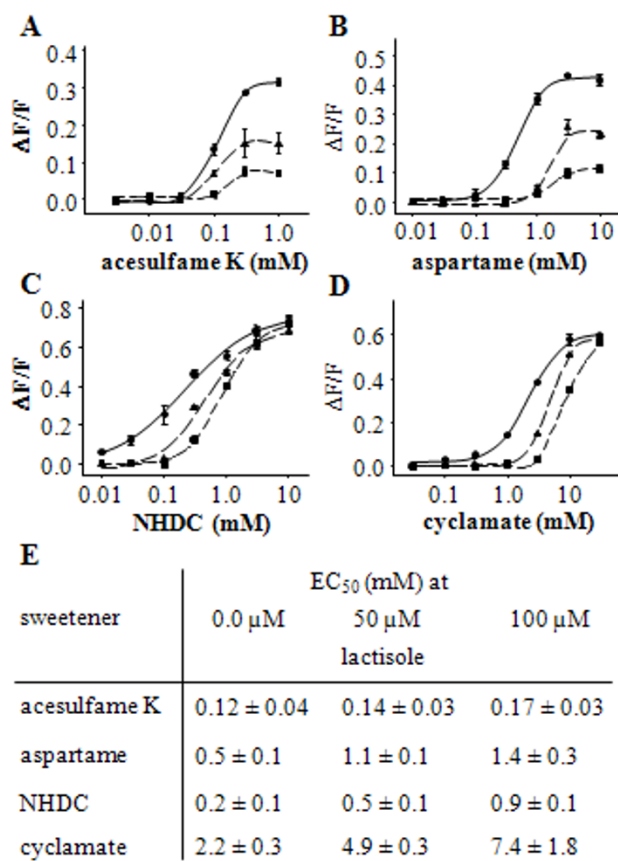 A
B
ΔF/F
0.4
0.3
0.2
0.1
0.0
0.01
0.1
1.0
acesulfame K (mM)
ΔF/F
0.5
0.4
0.3
0.2
0.1
0.0
0.01
0.1
1.0
10
aspartame (mM)
C
D
ΔF/F
0.8
0.6
0.4
0.2
0.0
0.01
0.1
1.0
10
NHDC (mM)
ΔF/F
0.6
0.3
0.0
0.1
1.0
10
cyclamate (mM)
E
EC50 (mM) at
sweetener 0.0 µM 50 µM 100 µM
lactisole
acesulfame K 0.12 ± 0.04 0.14 ± 0.03 0.17 ± 0.03
aspartame 0.5 ± 0.1 1.1 ± 0.1 1.4 ± 0.3
NHDC 0.2 ± 0.1 0.5 ± 0.1 0.9 ± 0.1
cyclamate 2.2 ± 0.3 4.9 ± 0.3 7.4 ± 1.8